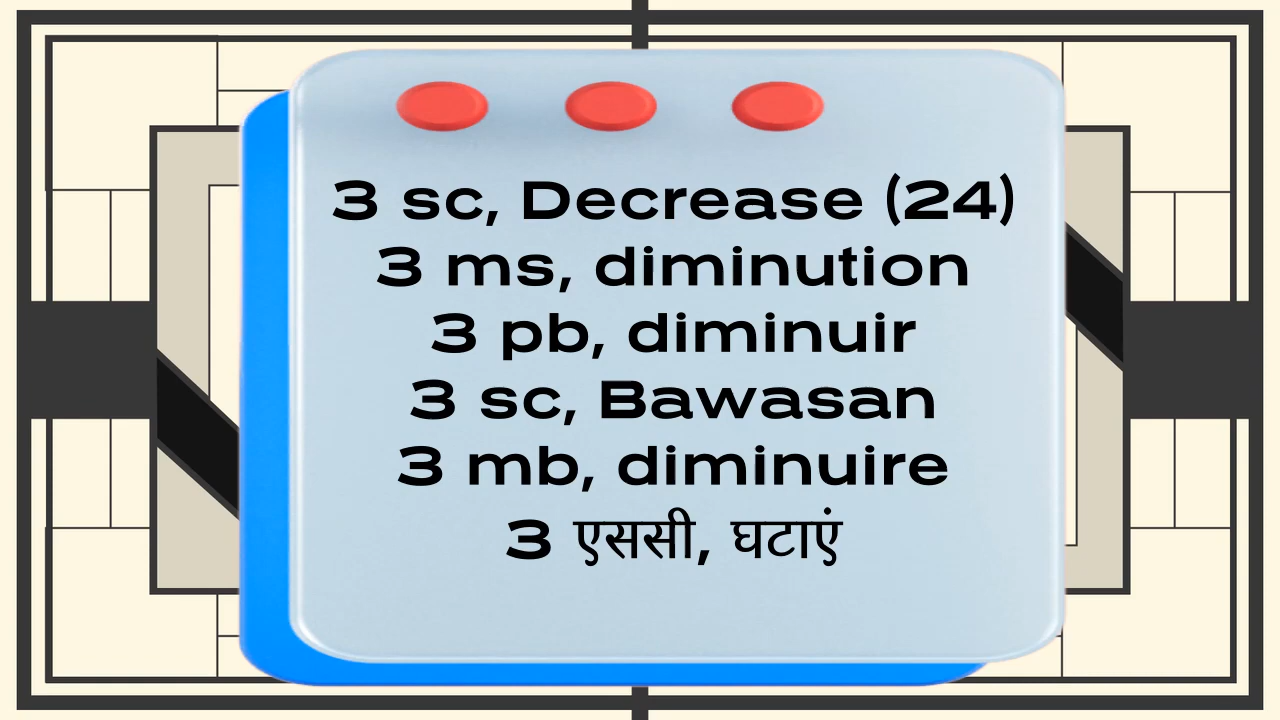 3 sc, Decrease (24)
3 ms, diminution
3 pb, diminuir
3 sc, Bawasan
3 mb, diminuire
3 एससी, घटाएं